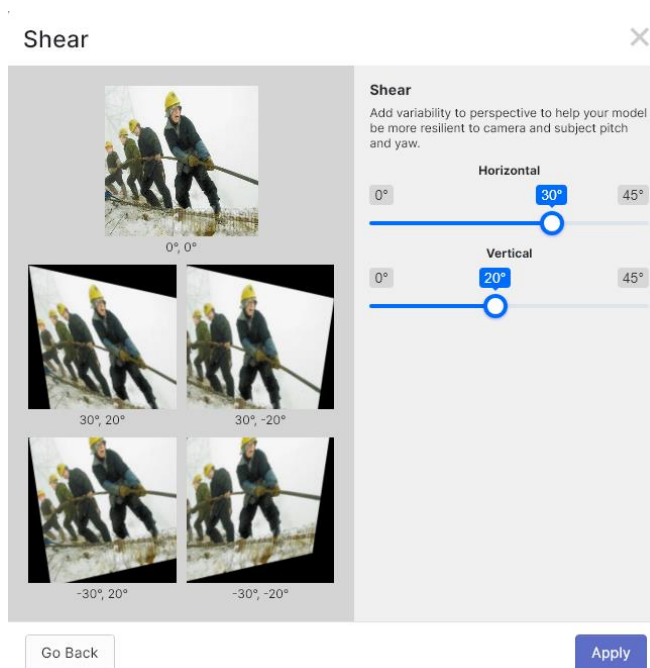 Shear
0°, 0°
30°, 20°
30°, -20°
-30°, 20°
-30°, -20°
Shear
Add variability to perspective to help your model
be more resilient to camera and subject pitch
and yaw.
Horizontal
0°
30°
45°
Vertical
0°
20°
45°
Go Back
Apply